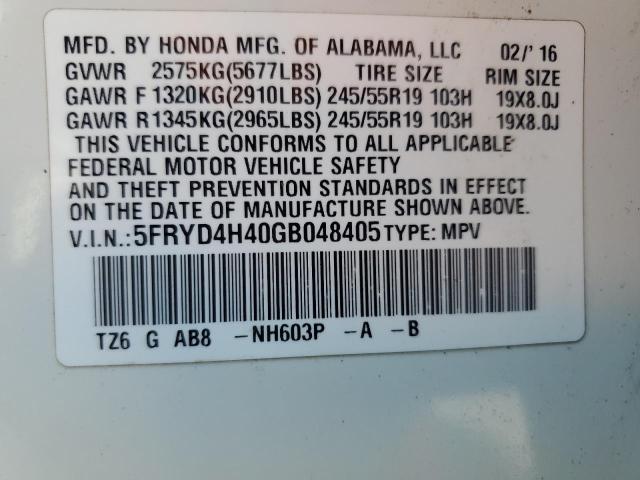 MFD. BY HONDA MFG. OF ALABAMA, LLC 02/' 16
GVWR 2575KG(5677LBS) TIRE SIZE RIM SIZE
GAWR F 1320KG(2910LBS) 245/55R19 103H 19X8.0J
GAWR R1345KG(2965LBS) 245/55R19 103H 19X8.0J
THIS VEHICLE CONFORMS TO ALL APPLICABLE
FEDERAL MOTOR VEHICLE SAFETY
AND THEFT PREVENTION STANDARDS IN EFFECT
ON THE DATE OF MANUFACTURE SHOWN ABOVE.
V.I.N.: 5FRYD4H40GB048405 TYPE: MPV
TZ6 G AB8 -NH603P -A -B